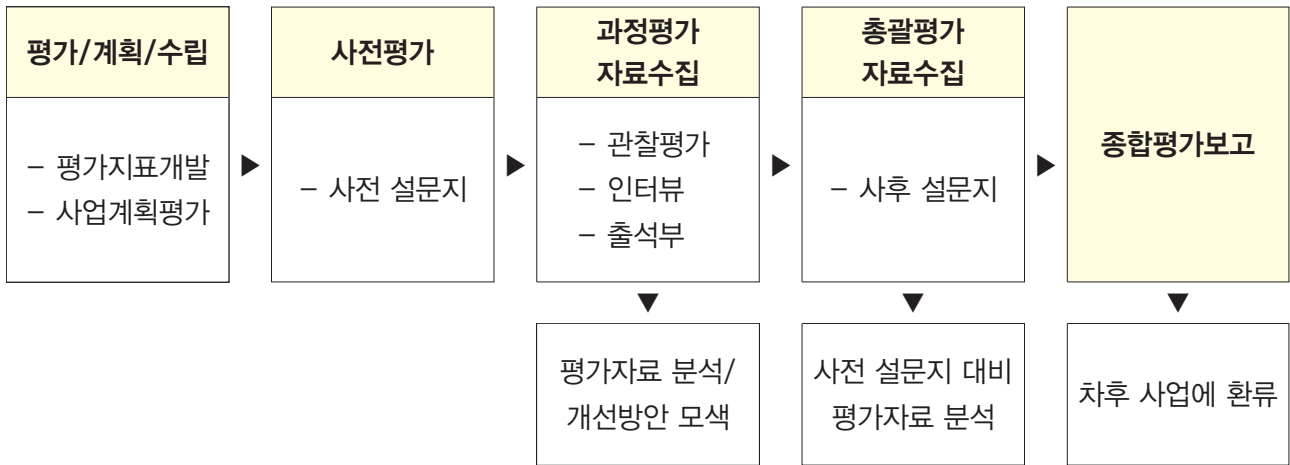 평가/계획/수립
– 평가지표개발
– 사업계획평가
사전평가
– 사전 설문지
과정평가
자료수집
– 관찰평가
– 인터뷰
– 출석부
총괄평가
자료수집
– 사후 설문지
종합평가보고
평가자료 분석/
개선방안 모색
사전 설문지 대비
평가자료 분석
차후 사업에 환류